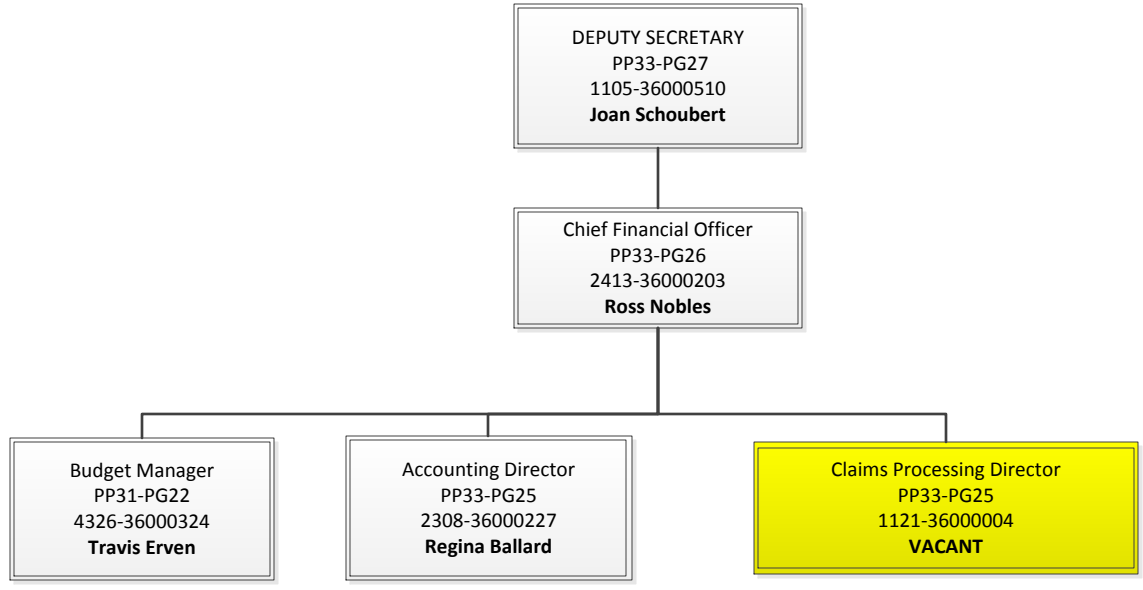 DEPUTY SECRETARY
PP33-PG27
1105-36000510
Joan Schoubert
Chief Financial Officer
PP33-PG26
2413-36000203
Ross Nobles
Budget Manager
PP31-PG22
4326-36000324
Travis Erven
Accounting Director
PP33-PG25
2308-36000227
Regina Ballard
Claims Processing Director
PP33-PG25
1121-36000004
VACANT